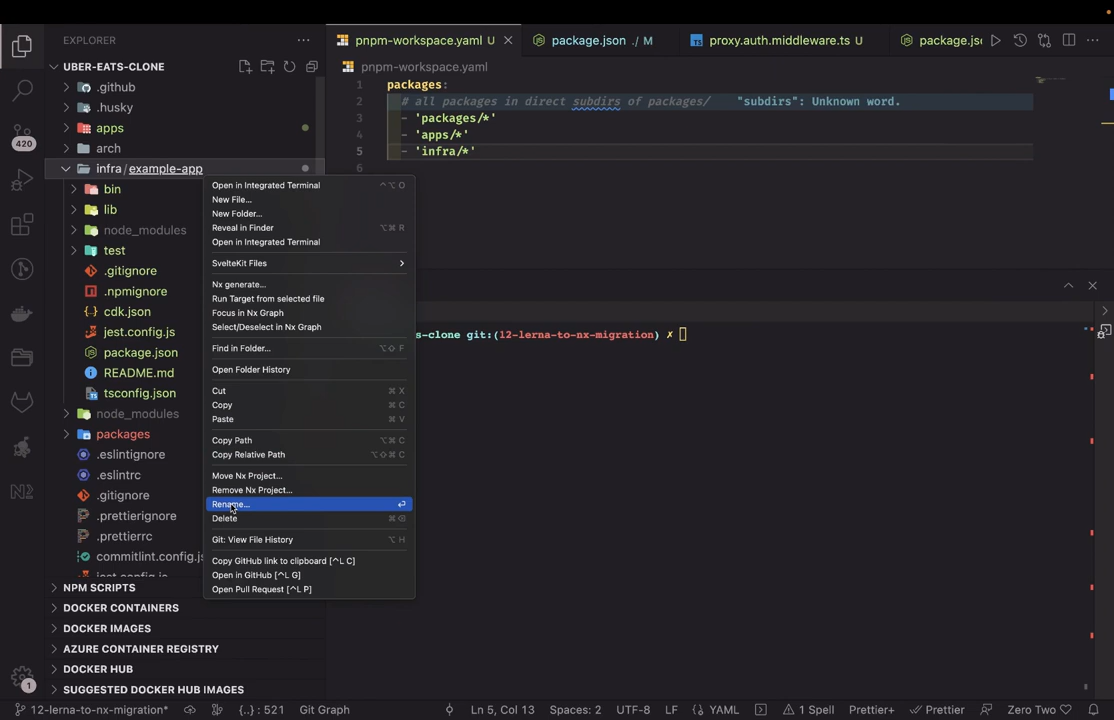 EXPLORER
UBER-EATS-CLONE
.github
.husky
apps
arch
infra / example-app
bin
lib
node_modules
test
.gitignore
.npmignore
cdk.json
jest.config.js
package.json
README.md
tsconfig.json
node_modules
packages
.eslintignore
.eslintrc
.gitignore
.prettierignore
.prettierrc
commitlint.config.js
jest.config.js
NPM SCRIPTS
DOCKER CONTAINERS
DOCKER IMAGES
AZURE CONTAINER REGISTRY
DOCKER HUB
SUGGESTED DOCKER HUB IMAGES
420
1
pnpm-workspace.yaml U
package.json ./ M
proxy.auth.middleware.ts U
package.js
pnpm-workspace.yaml
1 packages:
2 # all packages in direct subdirs of packages/ "subdirs": Unknown word.
3 - 'packages/*'
4 - 'apps/*'
5 - 'infra/*'
6
s-clone git:(12-lerna-to-nx-migration) ✗
Open in Integrated Terminal ^⌥O
New File...
New Folder...
Reveal in Finder ⌥⌘R
Open in Integrated Terminal
SvelteKit Files
Nx generate...
Run Target from selected file
Focus in Nx Graph
Select/Deselect in Nx Graph
Find in Folder... ⌥⇧F
Open Folder History
Cut ⌘X
Copy ⌘C
Paste ⌘V
Copy Path ⌥⌘C
Copy Relative Path ⌥⇧⌘C
Move Nx Project...
Remove Nx Project...
Rename... ↩
Delete ⌘⌫
Git: View File History ⌥H
Copy GitHub link to clipboard [^L C]
Open in GitHub [^L G]
Open Pull Request [^L P]
12-lerna-to-nx-migration* {..} : 521 Git Graph Ln 5, Col 13 Spaces: 2 UTF-8 LF YAML 1 Spell Prettier+ Prettier Zero Two